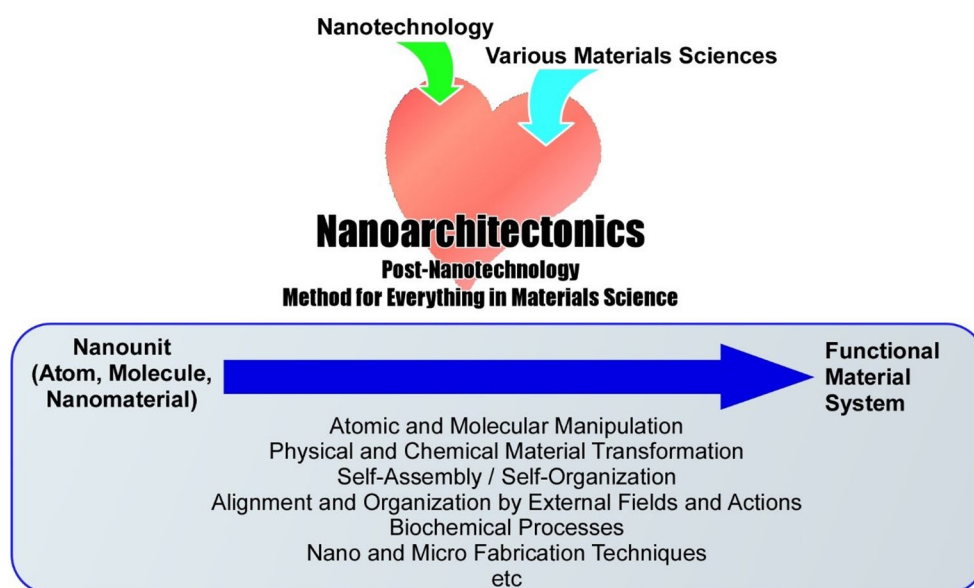 Nanotechnology
Various Materials Sciences
Nanoarchitectonics
Post-Nanotechnology
Method for Everything in Materials Science
Nanounit
(Atom, Molecule,
Nanomaterial)
Functional
Material
System
Atomic and Molecular Manipulation
Physical and Chemical Material Transformation
Self-Assembly / Self-Organization
Alignment and Organization by External Fields and Actions
Biochemical Processes
Nano and Micro Fabrication Techniques
etc